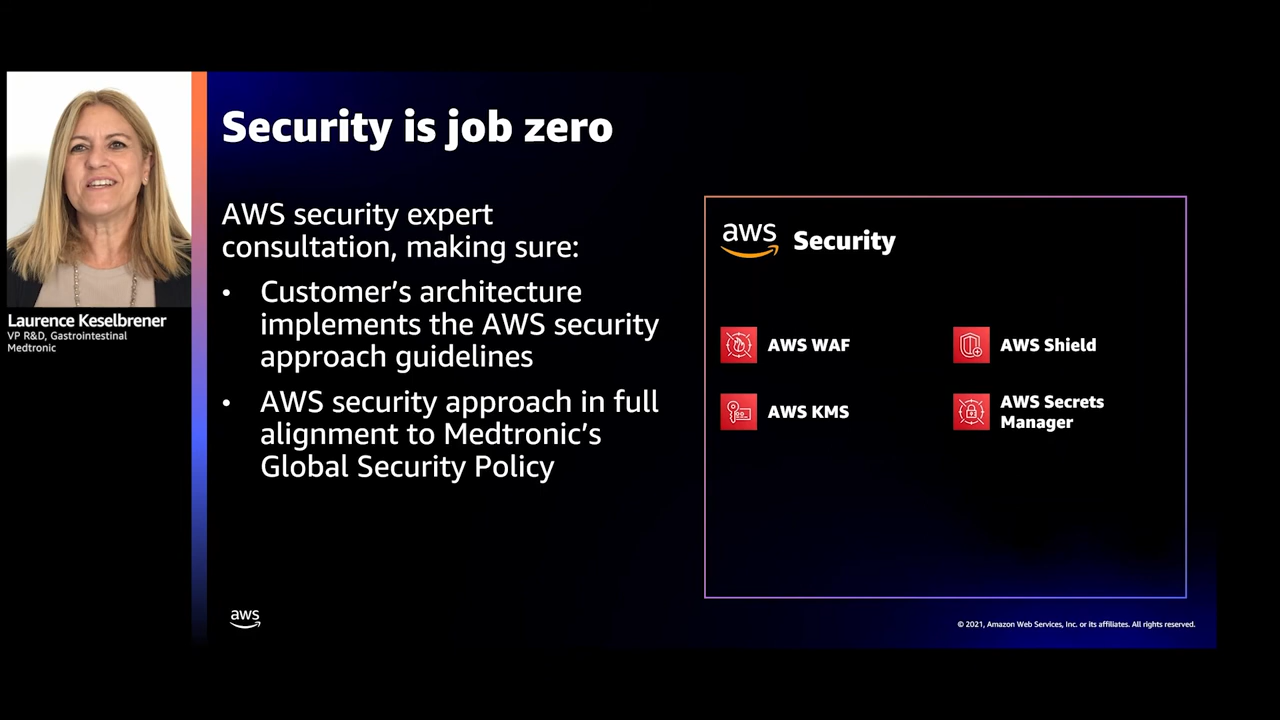 Security is job zero
AWS security expert
consultation, making sure:
• Customer’s architecture
implements the AWS security
approach guidelines
• AWS security approach in full
alignment to Medtronic’s
Global Security Policy
aws Security
AWS WAF
AWS Shield
AWS KMS
AWS Secrets
Manager
Laurence Keselbrener
VP R&D, Gastrointestinal
Medtronic
aws
© 2021, Amazon Web Services, Inc. or its affiliates. All rights reserved.